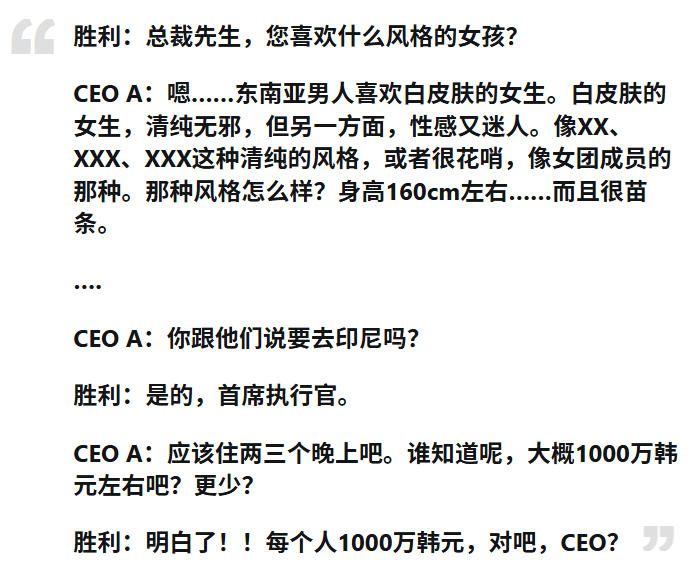 胜利：总裁先生，您喜欢什么风格的女孩？
CEO A：嗯……东南亚男人喜欢白皮肤的女生。白皮肤的
女生，清纯无邪，但另一方面，性感又迷人。像XX、
XXX、XXX这种清纯的风格，或者很花哨，像女团成员的
那种。那种风格怎么样？身高160cm左右……而且很苗
条。
....
CEO A：你跟他们说要去印尼吗？
胜利：是的，首席执行官。
CEO A：应该住两三个晚上吧。谁知道呢，大概1000万韩
元左右吧？更少？
胜利：明白了！！每个人1000万韩元，对吧，CEO？